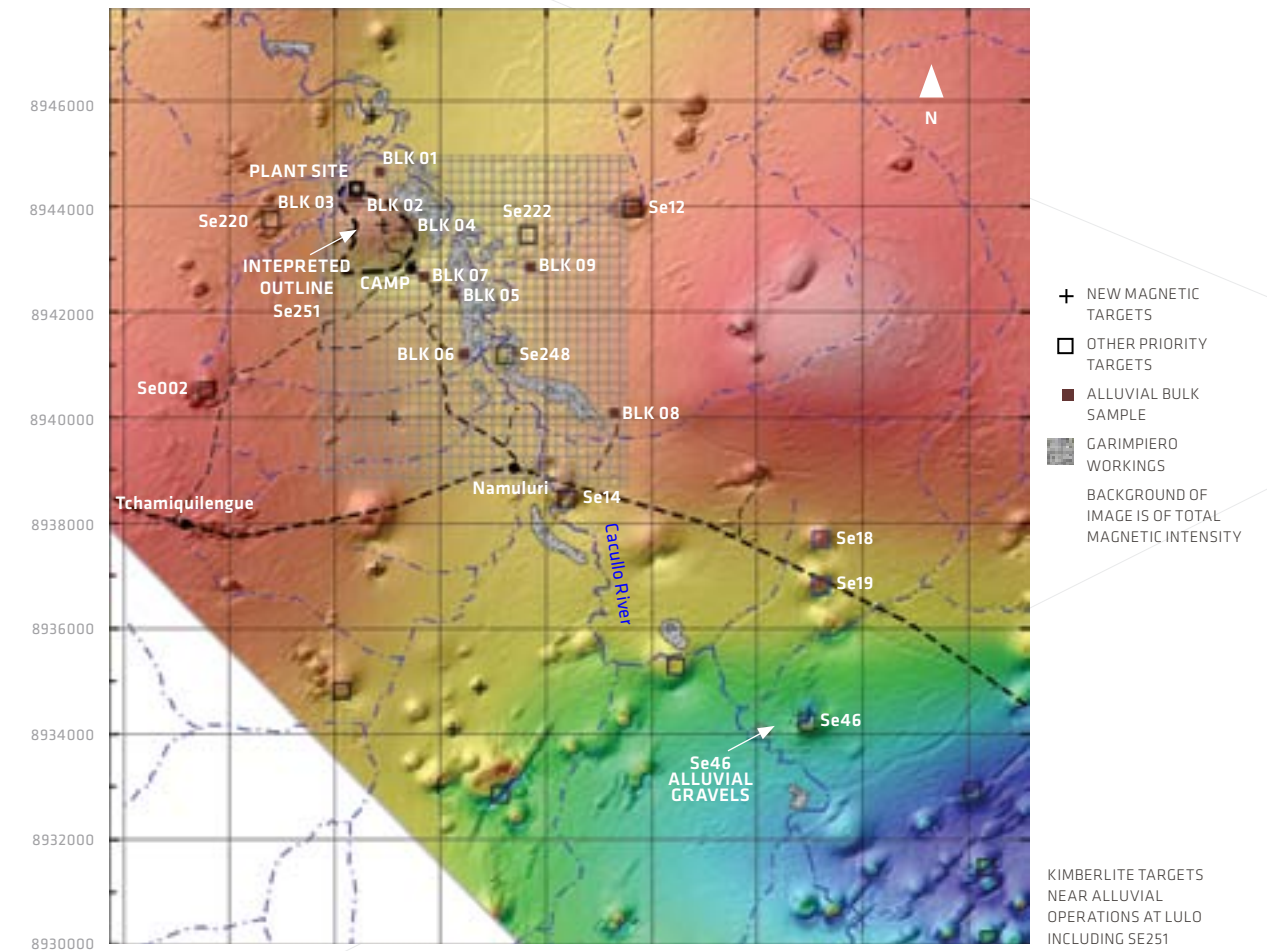 8946000
8944000
8942000
8940000
8938000
8936000
8934000
8932000
8930000
N
BLK 01
PLANT SITE
BLK 03
BLK 02
Se220
BLK 04
Se222
Se12
INTEPRETED
OUTLINE
Se251
CAMP
BLK 07
BLK 09
BLK 05
BLK 06
Se248
Se002
BLK 08
Namuluri
Se14
Tchamiquilengue
Cacullo River
Se18
Se19
Se46
Se46
ALLUVIAL
GRAVELS
NEW MAGNETIC
TARGETS
OTHER PRIORITY
TARGETS
ALLUVIAL BULK
SAMPLE
GARIMPIERO
WORKINGS
BACKGROUND OF
IMAGE IS OF TOTAL
MAGNETIC INTENSITY
KIMBERLITE TARGETS
NEAR ALLUVIAL
OPERATIONS AT LULO
INCLUDING SE251